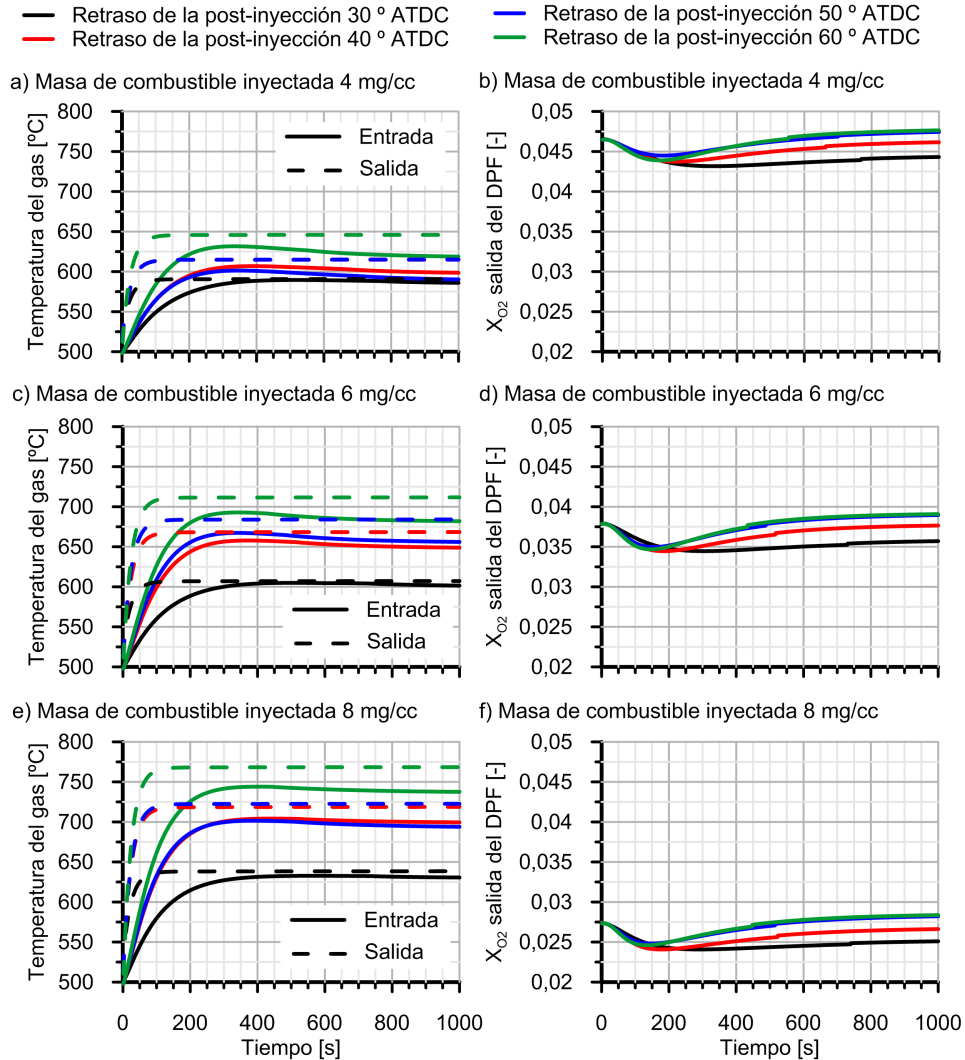 Retraso de la post-inyección 30 º ATDC
Retraso de la post-inyección 50 º ATDC
Retraso de la post-inyección 40 º ATDC
Retraso de la post-inyección 60 º ATDC
a) Masa de combustible inyectada 4 mg/cc
b) Masa de combustible inyectada 4 mg/cc
Temperatura del gas [ºC]
800
750
700
650
600
550
500
Entrada
Salida
X_O2 salida del DPF [-]
0,05
0,045
0,04
0,035
0,03
0,025
0,02
c) Masa de combustible inyectada 6 mg/cc
d) Masa de combustible inyectada 6 mg/cc
Temperatura del gas [ºC]
800
750
700
650
600
550
500
Entrada
Salida
X_O2 salida del DPF [-]
0,05
0,045
0,04
0,035
0,03
0,025
0,02
e) Masa de combustible inyectada 8 mg/cc
f) Masa de combustible inyectada 8 mg/cc
Temperatura del gas [ºC]
800
750
700
650
600
550
500
Entrada
Salida
0 200 400 600 800 1000
Tiempo [s]
X_O2 salida del DPF [-]
0,05
0,045
0,04
0,035
0,03
0,025
0,02
0 200 400 600 800 1000
Tiempo [s]